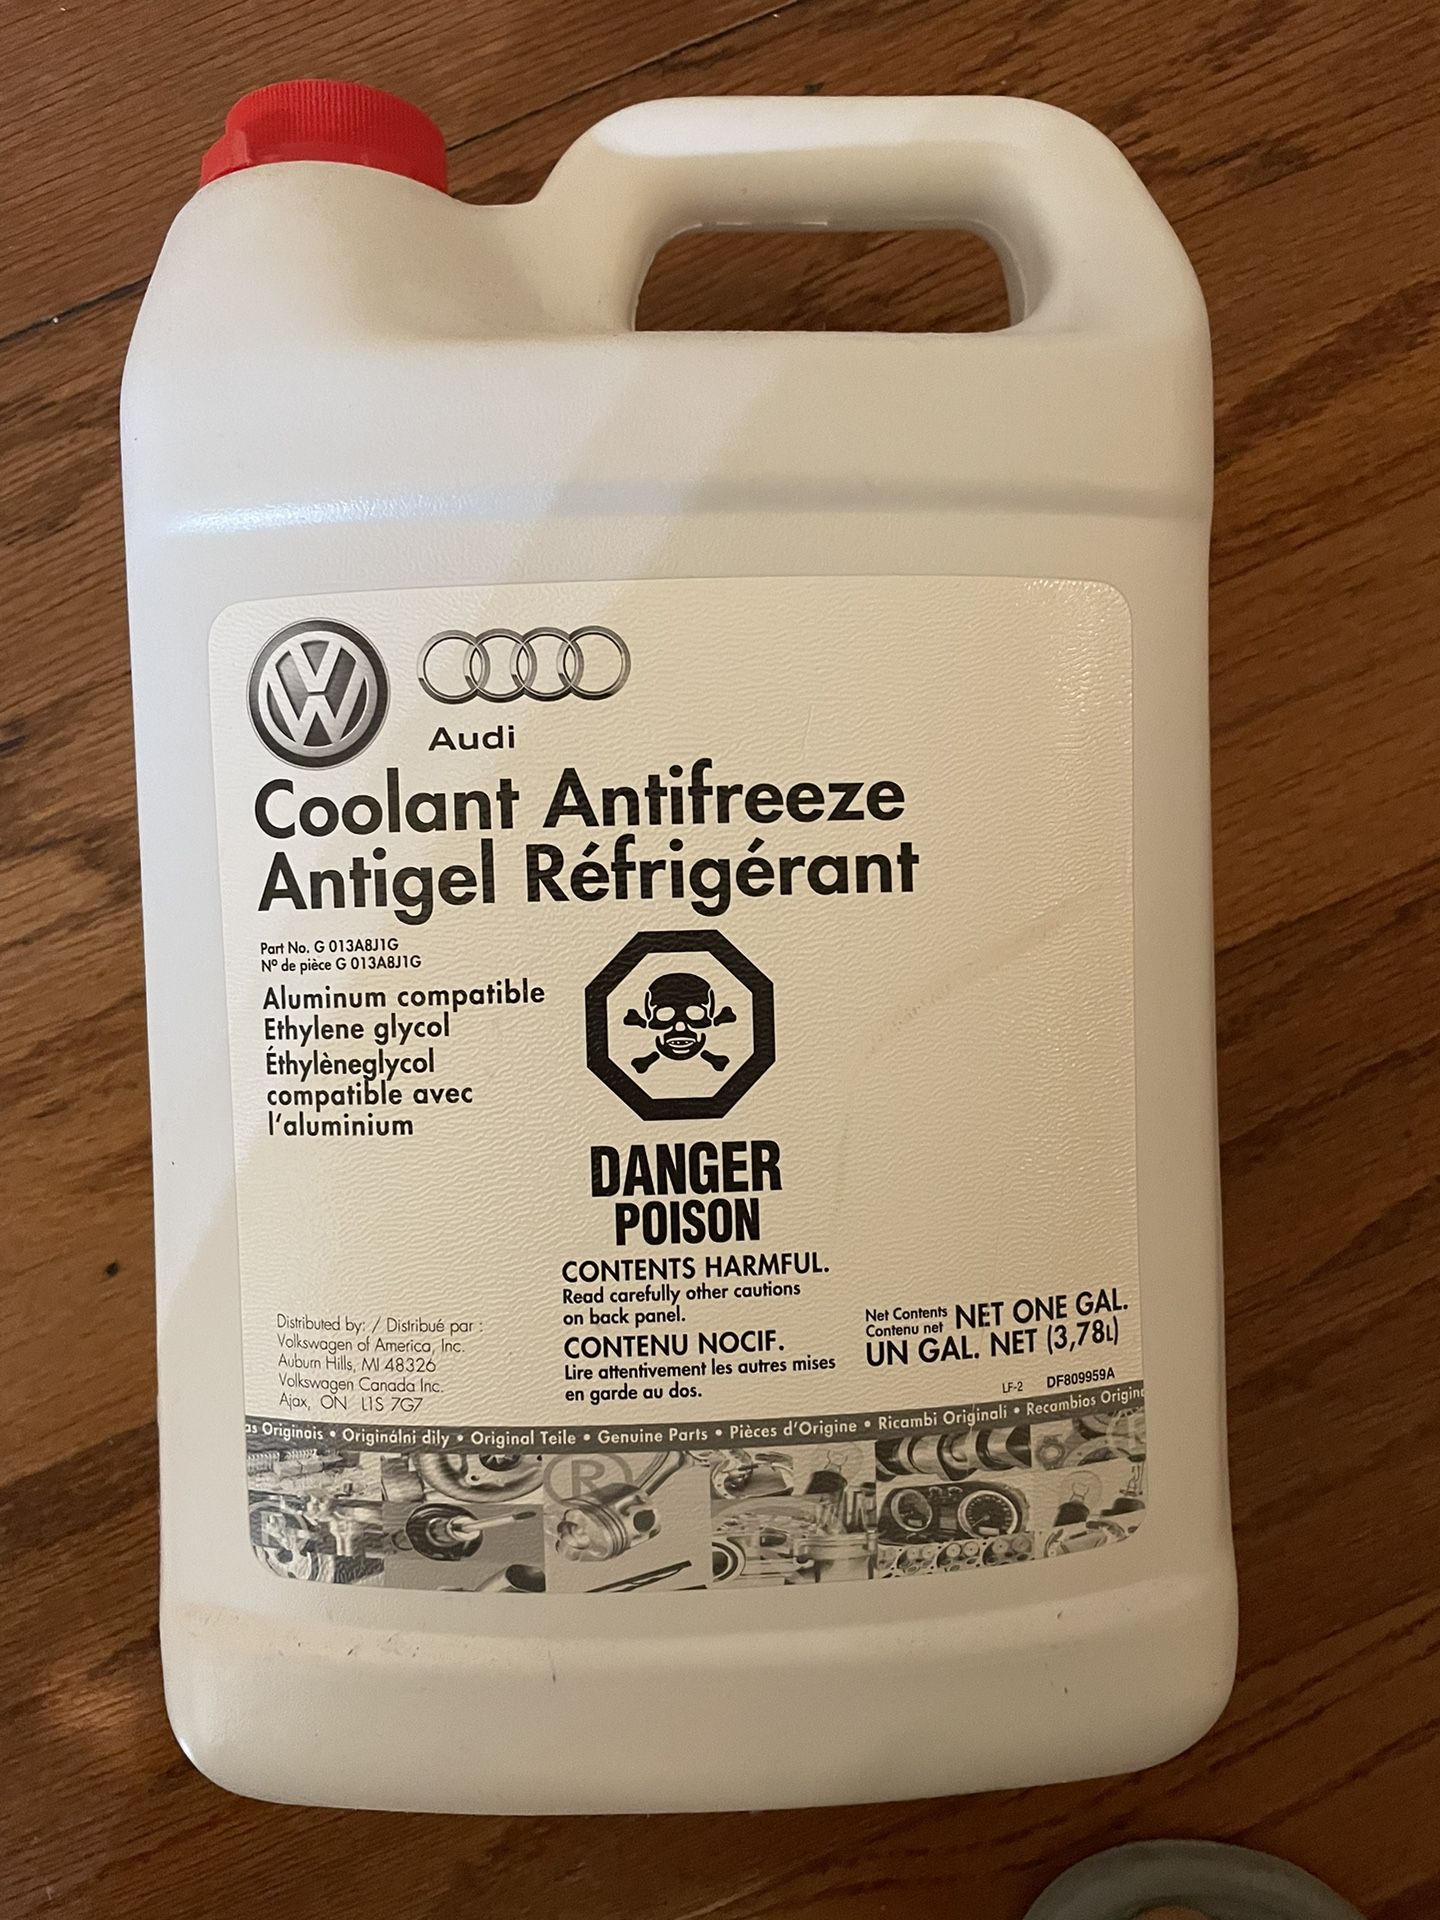 Audi
Coolant Antifreeze
Antigel Réfrigérant
Part No. G 013A8J1G
Nº de pièce G 013A8J1G
Aluminum compatible
Ethylene glycol
Éthylèneglycol
compatible avec
l'aluminium
DANGER
POISON
CONTENTS HARMFUL.
Read carefully other cautions
on back panel.
CONTENU NOCIF.
Lire attentivement les autres mises
en garde au dos.
Distributed by: / Distribué par :
Volkswagen of America, Inc.
Auburn Hills, MI 48326
Volkswagen Canada Inc.
Ajax, ON L1S 7G7
Net Contents NET ONE GAL.
Contenu net UN GAL. NET (3,78L)
LF-2 DF809959A
as Originais • Originální díly • Original Teile • Genuine Parts • Pièces d'Origine • Ricambi Originali • Recambios Origin